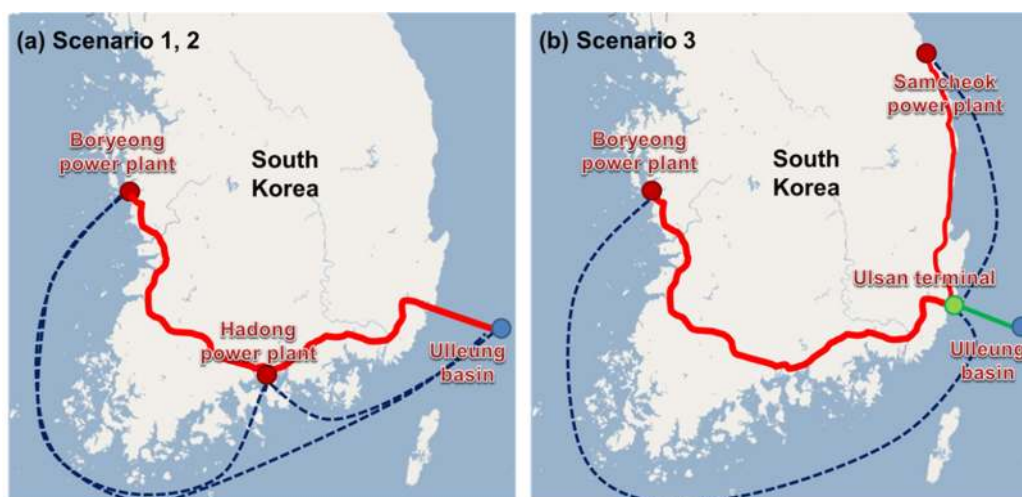 (a) Scenario 1, 2
Boryeong
power plant
South
Korea
Hadong
power plant
Ulleung
basin
(b) Scenario 3
Samcheok
power plant
Boryeong
power plant
South
Korea
Ulsan terminal
Ulleung
basin